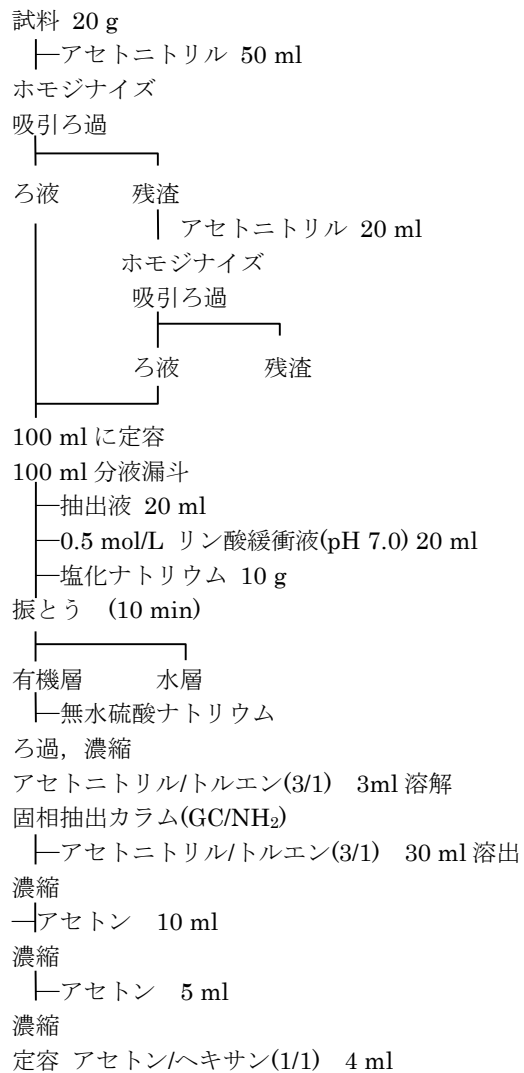 試料 20 g
アセトニトリル 50 ml
ホモジナイズ
吸引ろ過
ろ液 残渣
アセトニトリル 20 ml
ホモジナイズ
吸引ろ過
ろ液 残渣
100 mlに定容
100 ml分液漏斗
抽出液 20 ml
0.5 mol/L リン酸緩衝液(pH 7.0) 20 ml
塩化ナトリウム 10 g
振とう (10 min)
有機層 水層
無水硫酸ナトリウム
ろ過，濃縮
アセトニトリル/トルエン(3/1) 3ml溶解
固相抽出カラム(GC/NH₂)
アセトニトリル/トルエン(3/1) 30 ml溶出
濃縮
アセトン 10 ml
濃縮
アセトン 5 ml
濃縮
定容 アセトン/ヘキサン(1/1) 4 ml